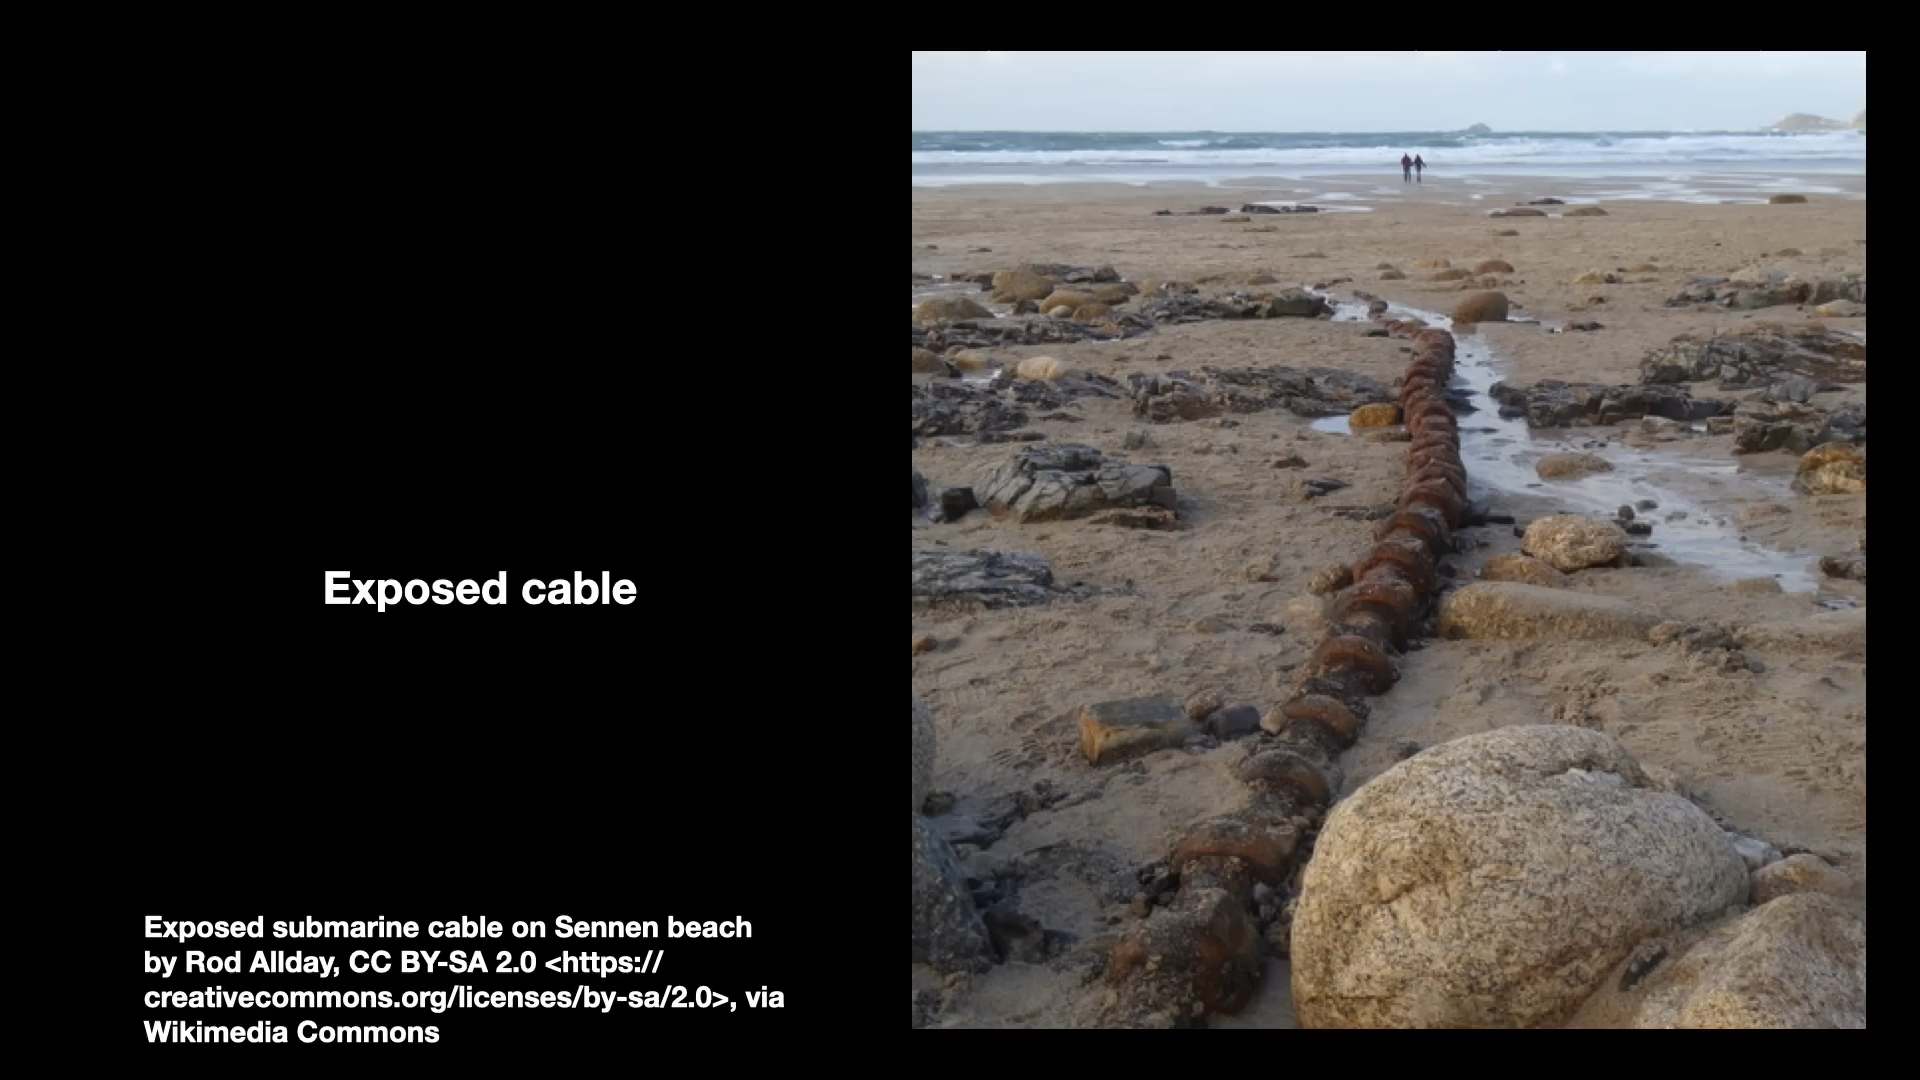 Exposed cable
Exposed submarine cable on Sennen beach
by Rod Allday, CC BY-SA 2.0 <https://
creativecommons.org/licenses/by-sa/2.0>, via
Wikimedia Commons